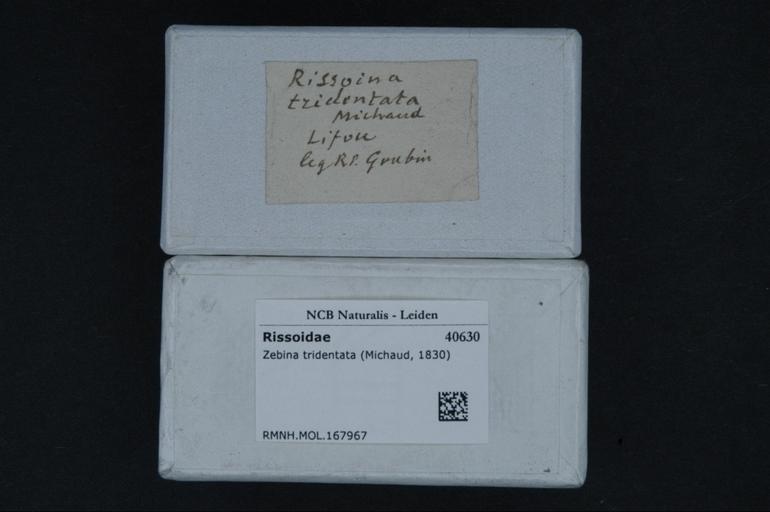 Rissoina
tridentata
Michaud
Lifou
leg R.P. Goubin
NCB Naturalis - Leiden
Rissoidae 40630
Zebina tridentata (Michaud, 1830)
RMNH.MOL.167967